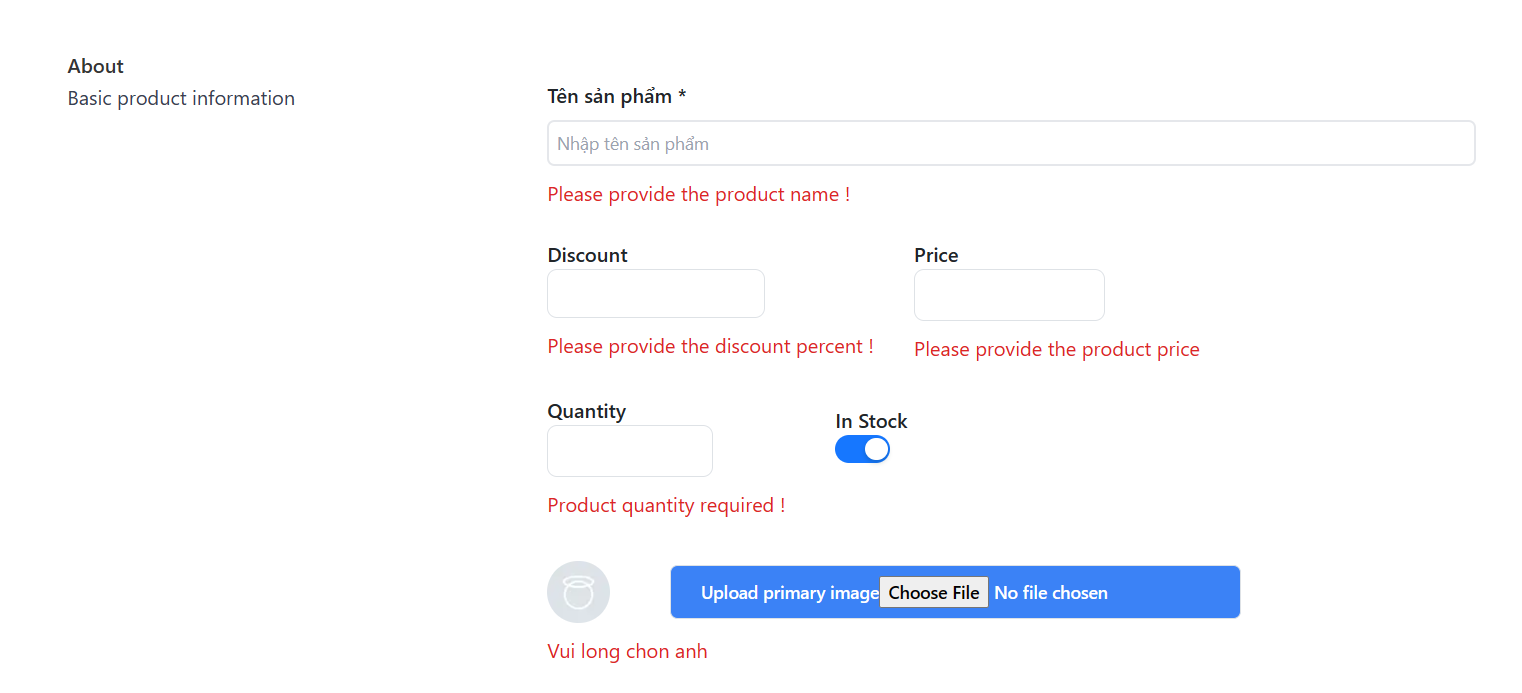 About
Basic product information
Tên sản phẩm *
Nhập tên sản phẩm
Please provide the product name !
Discount
Price
Please provide the discount percent !
Please provide the product price
Quantity
In Stock
Product quantity required !
Upload primary image Choose File No file chosen
Vui long chon anh